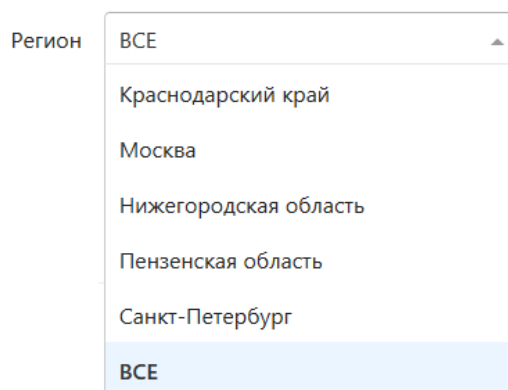 Регион ВСЕ
Краснодарский край
Москва
Нижегородская область
Пензенская область
Санкт-Петербург
ВСЕ